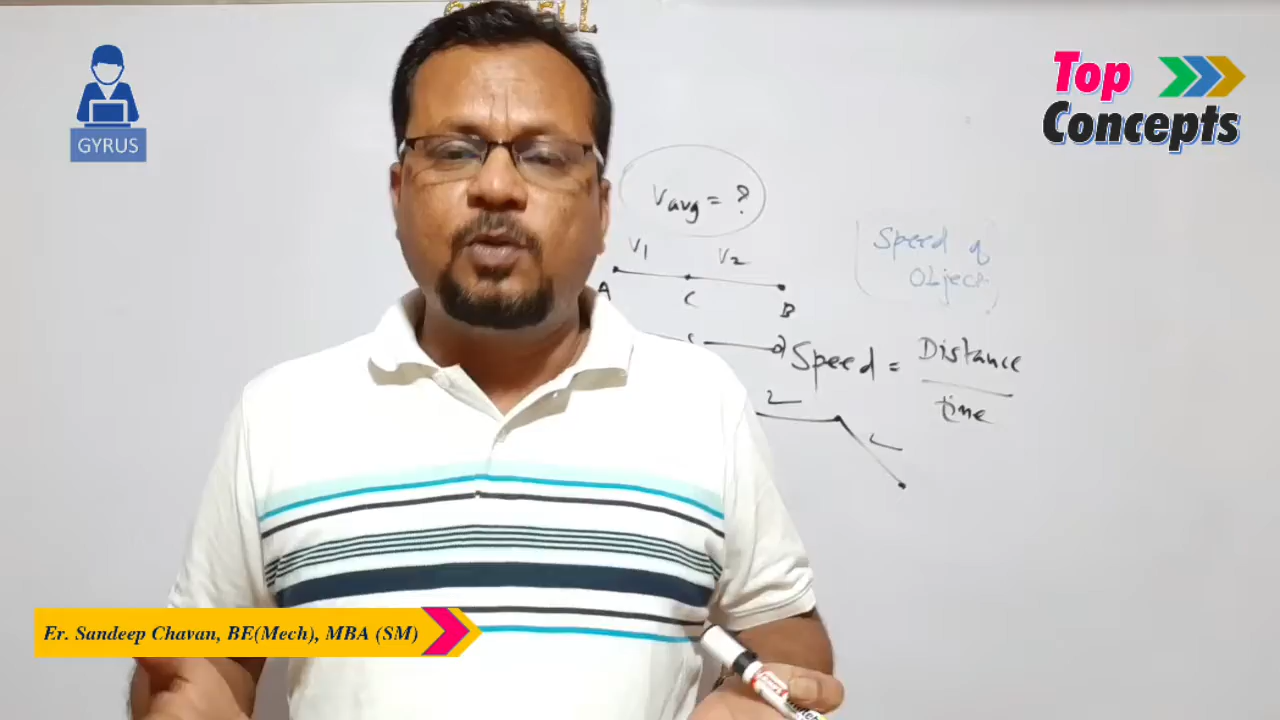 GYRUS
Top
Concepts
Vavg = ?
V1
V2
A
C
B
Speed of
Object
Speed = Distance
time
Er. Sandeep Chavan, BE(Mech), MBA (SM)